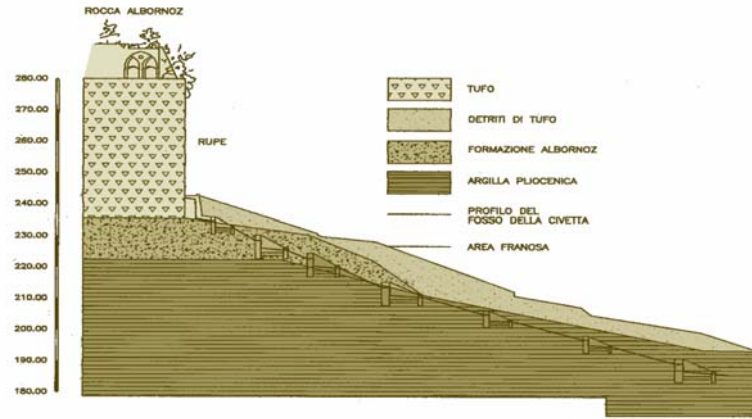 ROCCA ALBORNOZ
280.00
270.00
260.00
250.00
240.00
230.00
220.00
210.00
200.00
190.00
180.00
RUPE
TUFO
DETRITI DI TUFO
FORMAZIONE ALBORNOZ
ARGILLA PLIOCENICA
PROFILO DEL
FOSSO DELLA CIVETTA
AREA FRANOSA